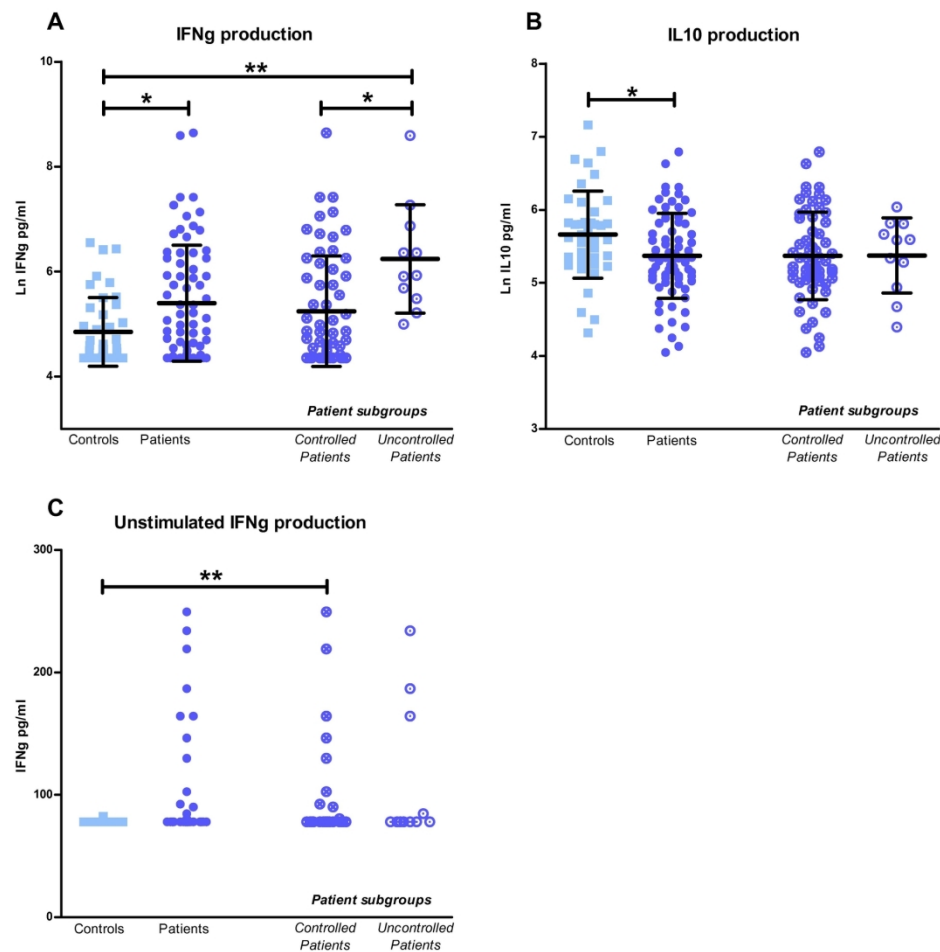 A
IFNg production
**
*
*
Ln IFNg pg/ml
10
8
6
4
Patient subgroups
Controls
Patients
Controlled
Patients
Uncontrolled
Patients
B
IL10 production
*
Ln IL10 pg/ml
8
7
6
5
4
3
Patient subgroups
Controls
Patients
Controlled
Patients
Uncontrolled
Patients
C
Unstimulated IFNg production
**
IFNg pg/ml
300
200
100
0
Patient subgroups
Controls
Patients
Controlled
Patients
Uncontrolled
Patients